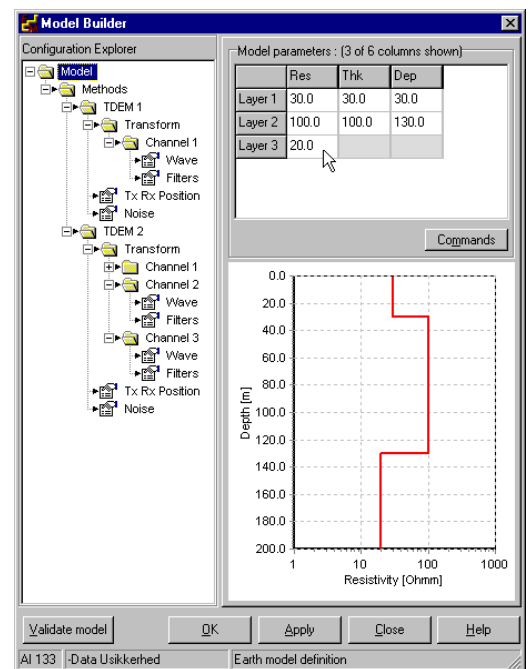 Model Builder
Configuration Explorer
Model
Methods
TDEM 1
Transform
Channel 1
Wave
Filters
Tx Rx Position
Noise
TDEM 2
Transform
Channel 1
Channel 2
Wave
Filters
Channel 3
Wave
Filters
Tx Rx Position
Noise
Model parameters : (3 of 6 columns shown)
Res Thk Dep
Layer 1 30.0 30.0 30.0
Layer 2 100.0 100.0 130.0
Layer 3 20.0
Commands
0.0
20.0
40.0
60.0
80.0
100.0
120.0
140.0
160.0
180.0
200.0
Depth [m]
1 10 100 1000
Resistivity [Ohmm]
Validate model OK Apply Close Help
AI 133 -Data Usikkerhed Earth model definition